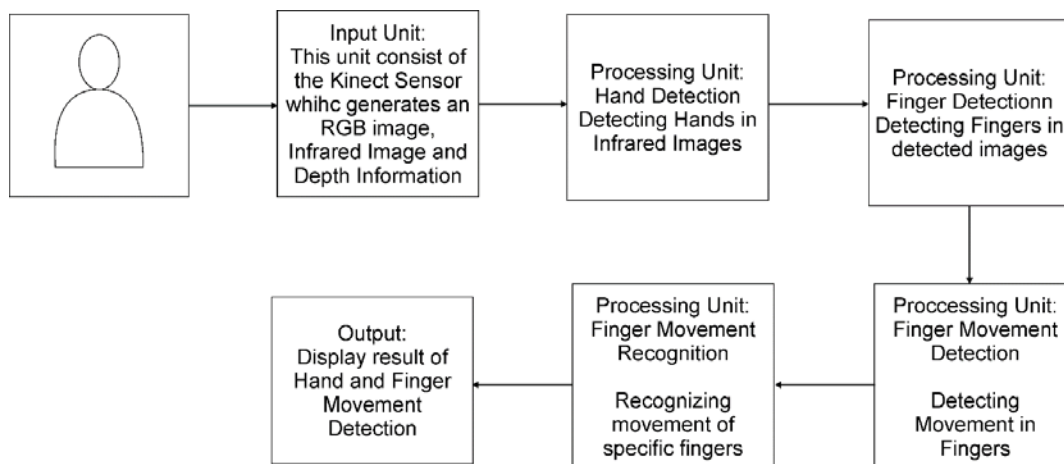 Input Unit:
This unit consist of
the Kinect Sensor
whihc generates an
RGB image,
Infrared Image and
Depth Information
Processing Unit:
Hand Detection
Detecting Hands in
Infrared Images
Processing Unit:
Finger Detectionn
Detecting Fingers in
detected images
Proccessing Unit:
Finger Movement
Detection
Detecting
Movement in
Fingers
Processing Unit:
Finger Movement
Recognition
Recognizing
movement of
specific fingers
Output:
Display result of
Hand and Finger
Movement
Detection